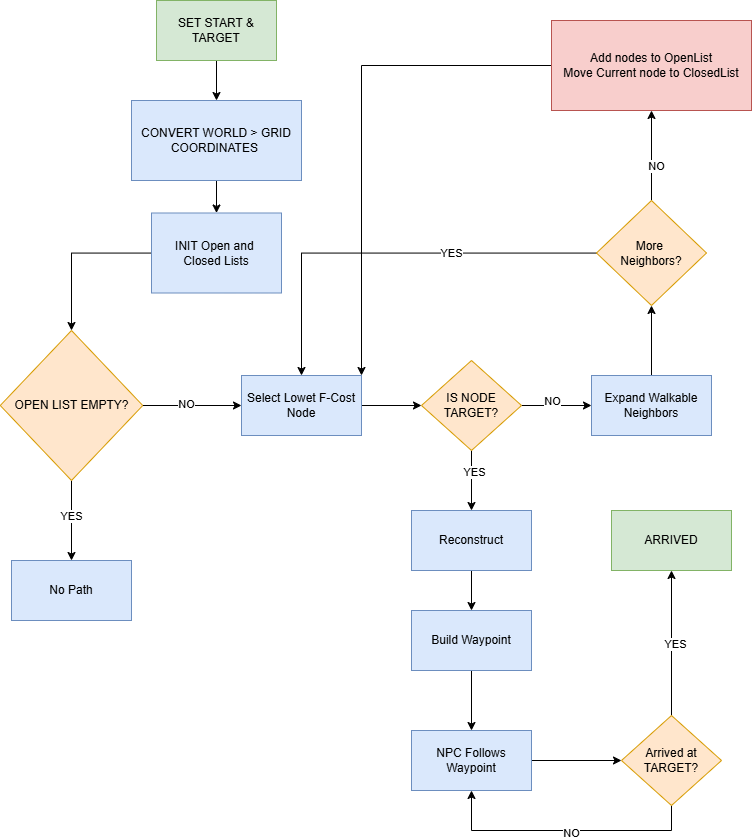 SET START &
TARGET
Add nodes to OpenList
Move Current node to ClosedList
CONVERT WORLD > GRID
COORDINATES
NO
INIT Open and
Closed Lists
More
Neighbors?
YES
OPEN LIST EMPTY?
NO
Select Lowet F-Cost
Node
IS NODE
TARGET?
NO
Expand Walkable
Neighbors
YES
YES
Reconstruct
ARRIVED
No Path
Build Waypoint
YES
NPC Follows
Waypoint
Arrived at
TARGET?
NO